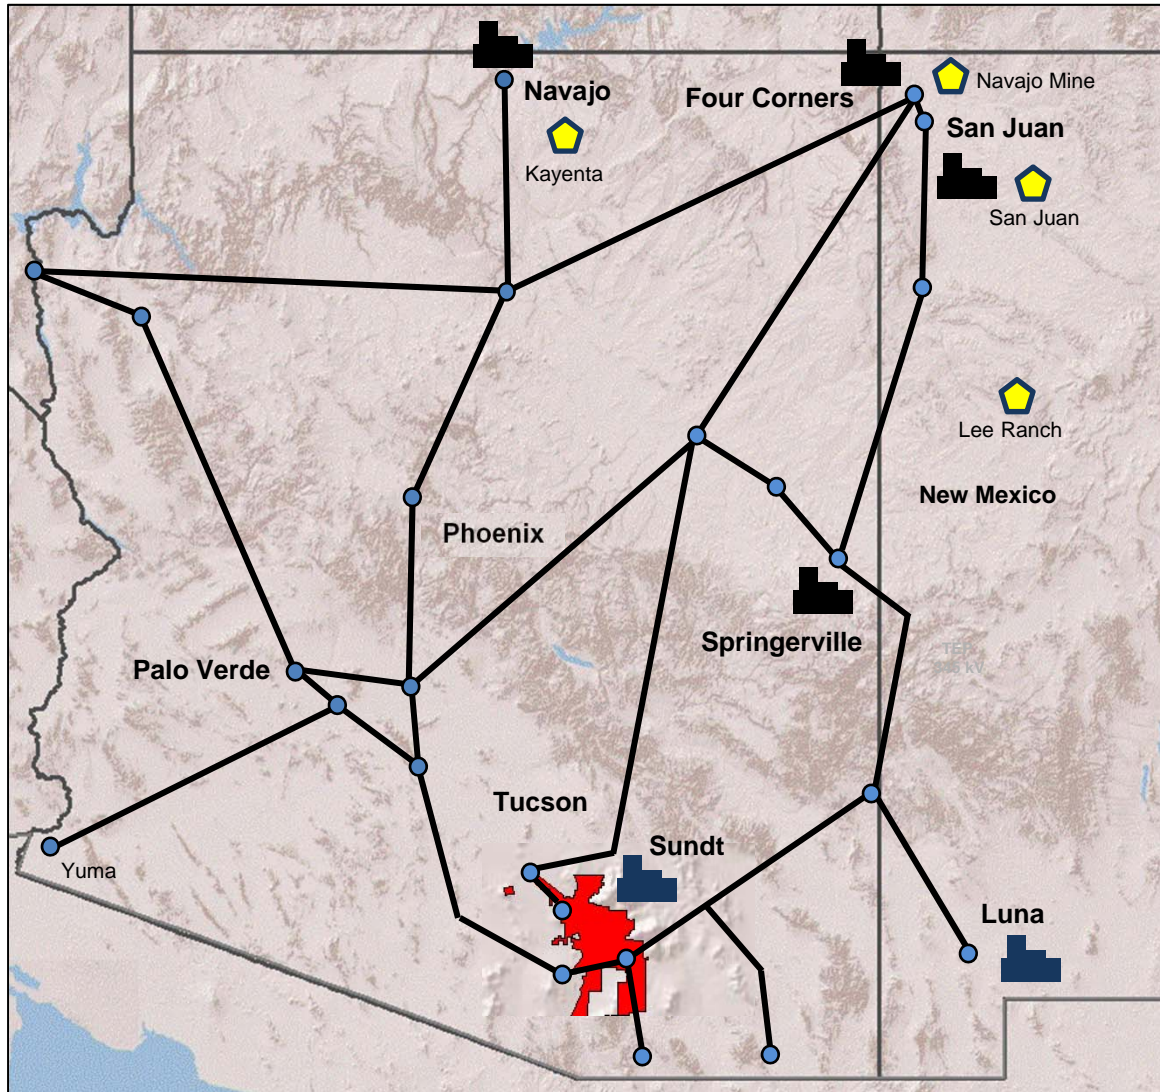 Navajo
Four Corners
Navajo Mine
San Juan
Kayenta
San Juan
Lee Ranch
New Mexico
Phoenix
Springerville
Palo Verde
Tucson
Sundt
Yuma
Luna